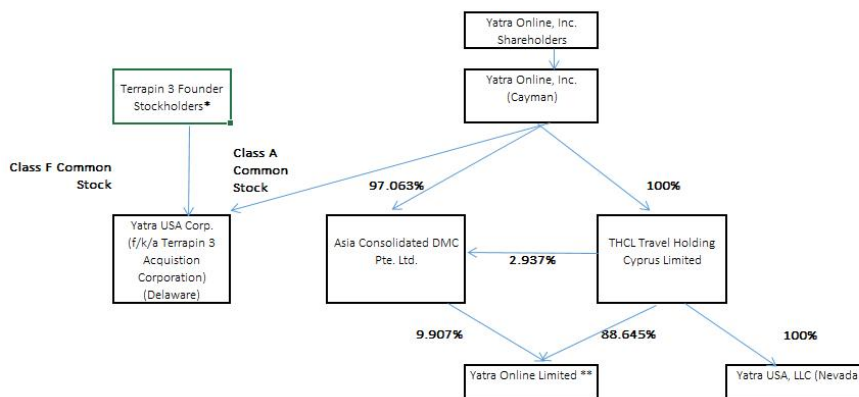 Yatra Online, Inc.
Shareholders
Terrapin 3 Founder
Stockholders*
Yatra Online, Inc.
(Cayman)
Class F Common
Stock
Class A
Common
Stock
97.063%
100%
Yatra USA Corp.
(f/k/a Terrapin 3
Acquistion
Corporation)
(Delaware)
Asia Consolidated DMC
Pte. Ltd.
2.937%
THCL Travel Holding
Cyprus Limited
9.907%
88.645%
100%
Yatra Online Limited **
Yatra USA, LLC (Nevada